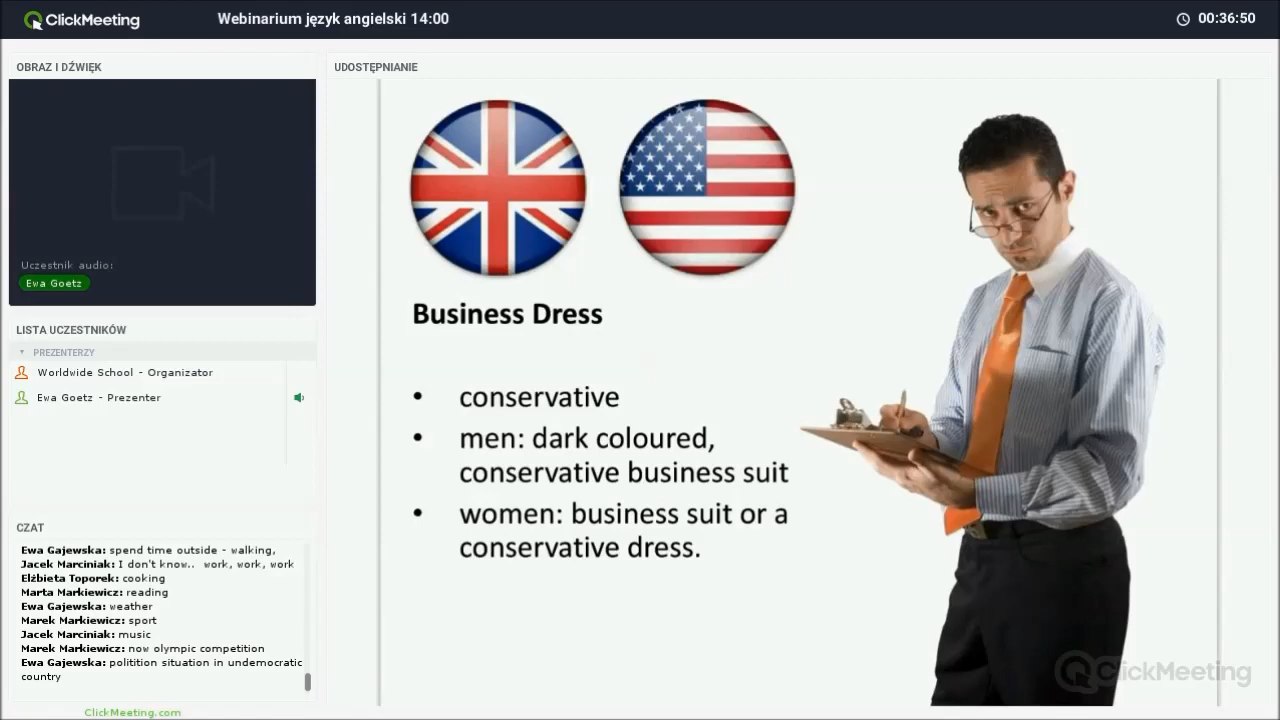 ClickMeeting
Webinarium język angielski 14:00
00:36:50
OBRAZ I DŹWIĘK
Uczestnik audio:
Ewa Goetz
LISTA UCZESTNIKÓW
PREZENTERZY
Worldwide School - Organizator
Ewa Goetz - Prezenter
CZAT
Ewa Gajewska: spend time outside - walking,
Jacek Marciniak: I don't know.. work, work, work
Elżbieta Toporek: cooking
Marta Markiewicz: reading
Ewa Gajewska: weather
Marek Markiewicz: sport
Jacek Marciniak: music
Marek Markiewicz: now olympic competition
Ewa Gajewska: politition situation in undemocratic
country
ClickMeeting.com
UDOSTĘPNIANIE
Business Dress
• conservative
• men: dark coloured,
conservative business suit
• women: business suit or a
conservative dress.
ClickMeeting